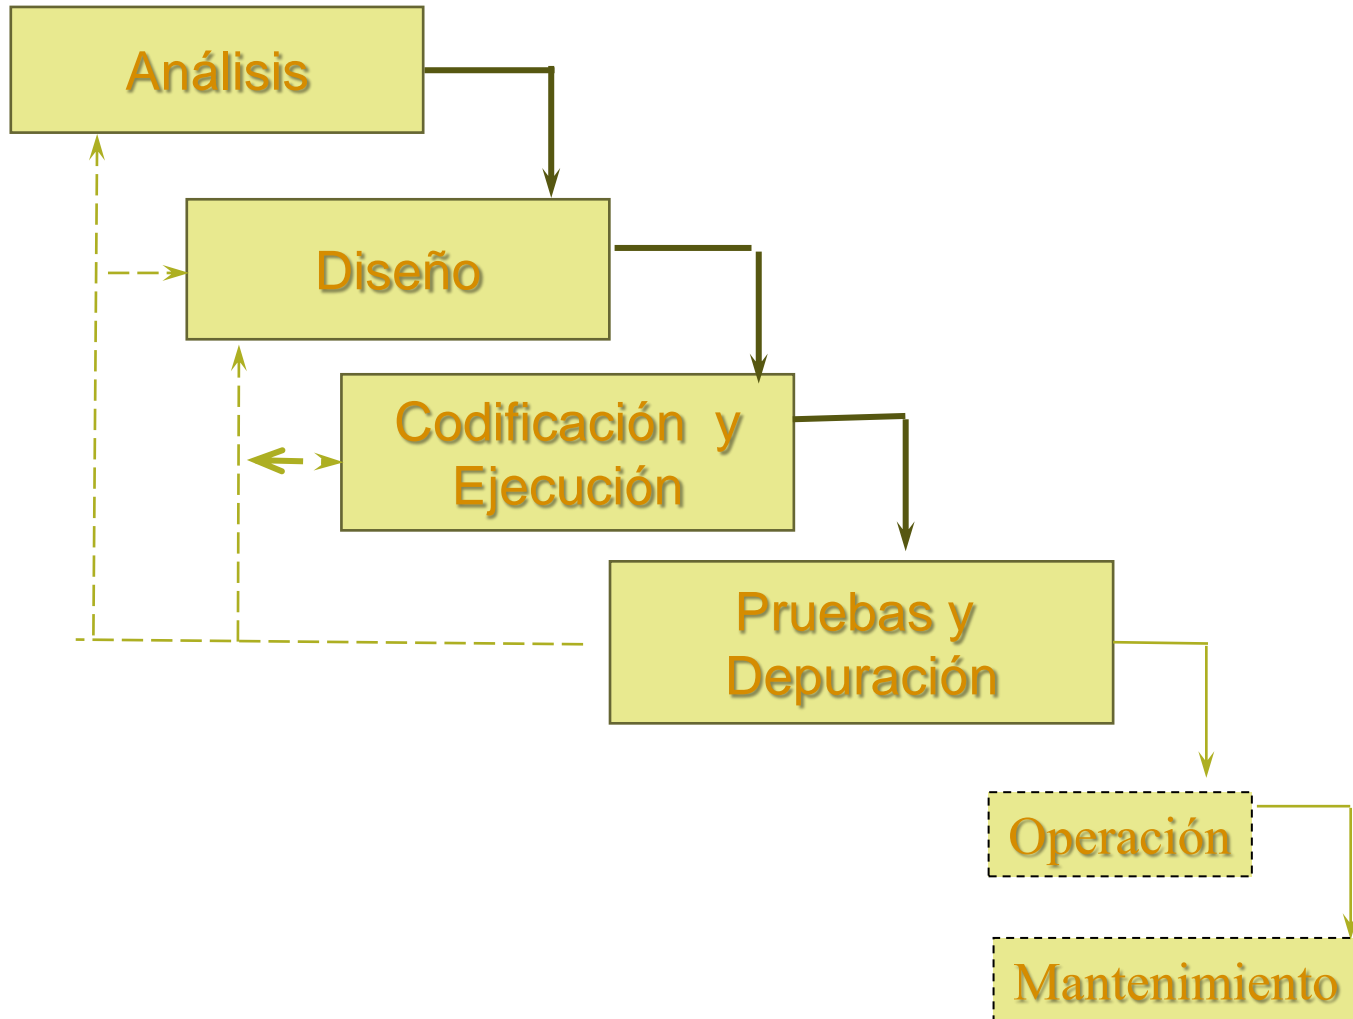 Análisis
Diseño
Codificación y
Ejecución
Pruebas y
Depuración
Operación
Mantenimiento